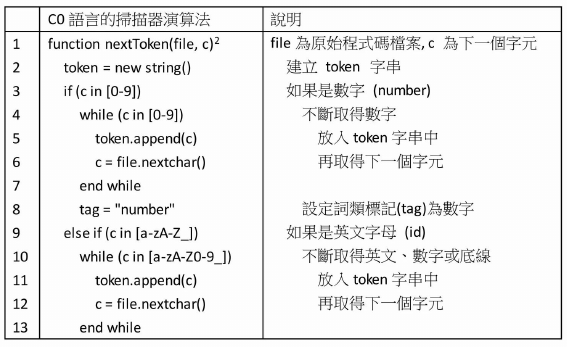 C0 語言的掃描器演算法 說明
1 function nextToken(file, c)² file 為原始程式碼檔案, c 為下一個字元
2 token = new string() 建立 token 字串
3 if (c in [0-9]) 如果是數字 (number)
4 while (c in [0-9]) 不斷取得數字
5 token.append(c) 放入 token 字串中
6 c = file.nextchar() 再取得下一個字元
7 end while
8 tag = "number" 設定詞類標記(tag)為數字
9 else if (c in [a-zA-Z_]) 如果是英文字母 (id)
10 while (c in [a-zA-Z0-9_]) 不斷取得英文、數字或底線
11 token.append(c) 放入 token 字串中
12 c = file.nextchar() 再取得下一個字元
13 end while